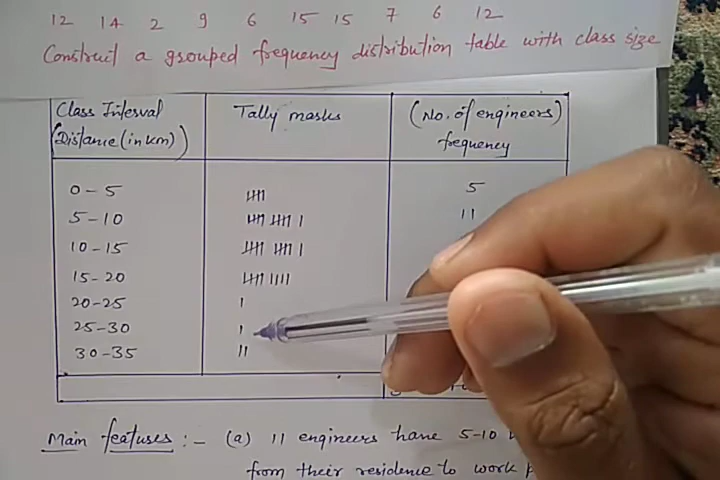 12 14 2 9 6 15 15 7 6 12
Construct a grouped frequency distribution table with class size
Class Interval (Distance (in km)) Tally masks (No. of engineers) frequency
0-5 5
5-10 11
10-15
15-20
20-25
25-30
30-35
Main features:- (a) 11 engineers have 5-10
from their residence to work